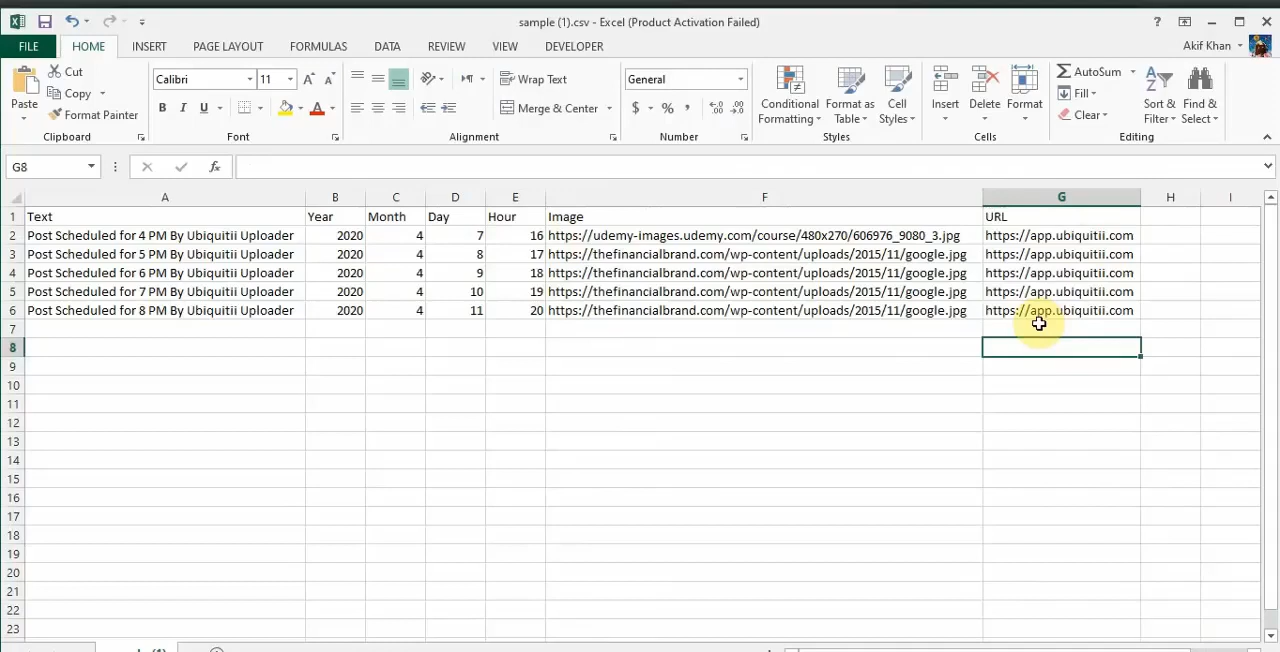 sample (1).csv - Excel (Product Activation Failed)
FILE HOME INSERT PAGE LAYOUT FORMULAS DATA REVIEW VIEW DEVELOPER Akif Khan
Cut
Copy
Format Painter
Paste
Clipboard
Calibri 11
B I U
Font
Wrap Text
Merge & Center
Alignment
General
$ % ,
Number
Conditional Formatting
Format as Table
Cell Styles
Styles
Insert Delete Format
Cells
AutoSum
Fill
Clear
Sort & Filter
Find & Select
Editing
G8 fx
A B C D E F G H I
1 Text Year Month Day Hour Image URL
2 Post Scheduled for 4 PM By Ubiquitii Uploader 2020 4 7 16 https://udemy-images.udemy.com/course/480x270/606976_9080_3.jpg https://app.ubiquitii.com
3 Post Scheduled for 5 PM By Ubiquitii Uploader 2020 4 8 17 https://thefinancialbrand.com/wp-content/uploads/2015/11/google.jpg https://app.ubiquitii.com
4 Post Scheduled for 6 PM By Ubiquitii Uploader 2020 4 9 18 https://thefinancialbrand.com/wp-content/uploads/2015/11/google.jpg https://app.ubiquitii.com
5 Post Scheduled for 7 PM By Ubiquitii Uploader 2020 4 10 19 https://thefinancialbrand.com/wp-content/uploads/2015/11/google.jpg https://app.ubiquitii.com
6 Post Scheduled for 8 PM By Ubiquitii Uploader 2020 4 11 20 https://thefinancialbrand.com/wp-content/uploads/2015/11/google.jpg https://app.ubiquitii.com
7
8
9
10
11
12
13
14
15
16
17
18
19
20
21
22
23